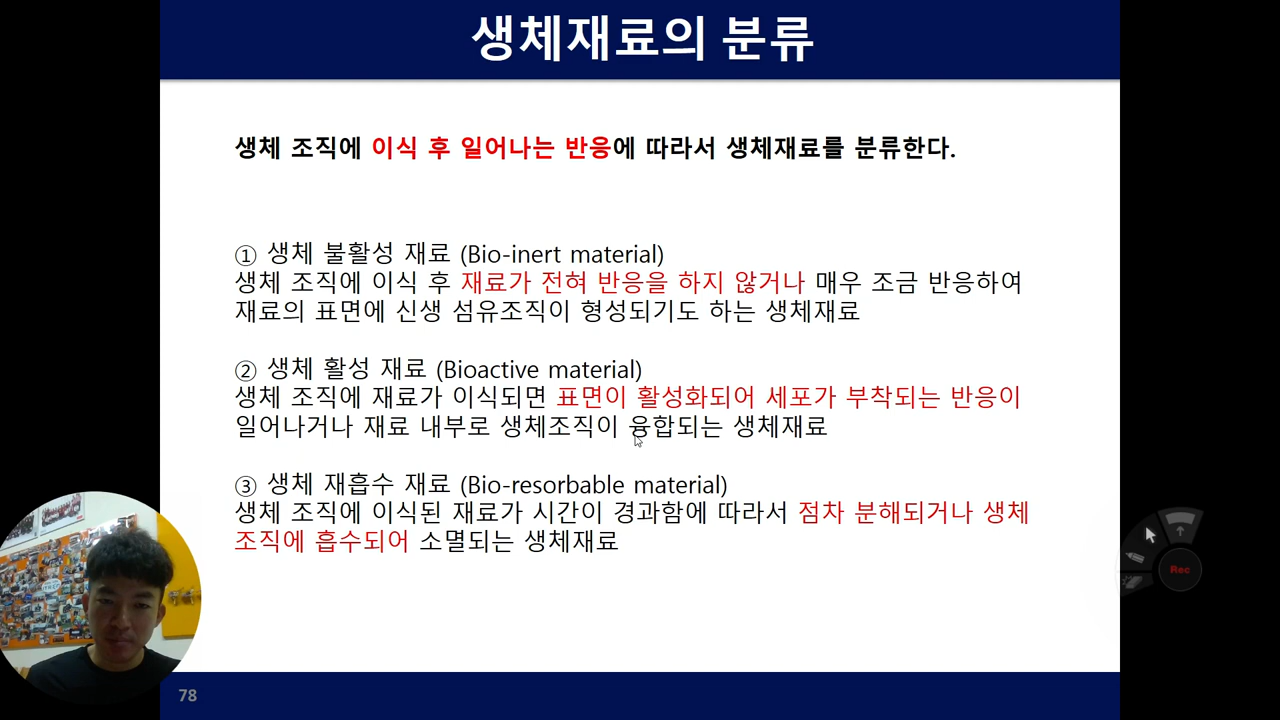 생체재료의 분류
생체 조직에 이식 후 일어나는 반응에 따라서 생체재료를 분류한다.
① 생체 불활성 재료 (Bio-inert material)
생체 조직에 이식 후 재료가 전혀 반응을 하지 않거나 매우 조금 반응하여
재료의 표면에 신생 섬유조직이 형성되기도 하는 생체재료
② 생체 활성 재료 (Bioactive material)
생체 조직에 재료가 이식되면 표면이 활성화되어 세포가 부착되는 반응이
일어나거나 재료 내부로 생체조직이 융합되는 생체재료
③ 생체 재흡수 재료 (Bio-resorbable material)
생체 조직에 이식된 재료가 시간이 경과함에 따라서 점차 분해되거나 생체
조직에 흡수되어 소멸되는 생체재료
Rec
78